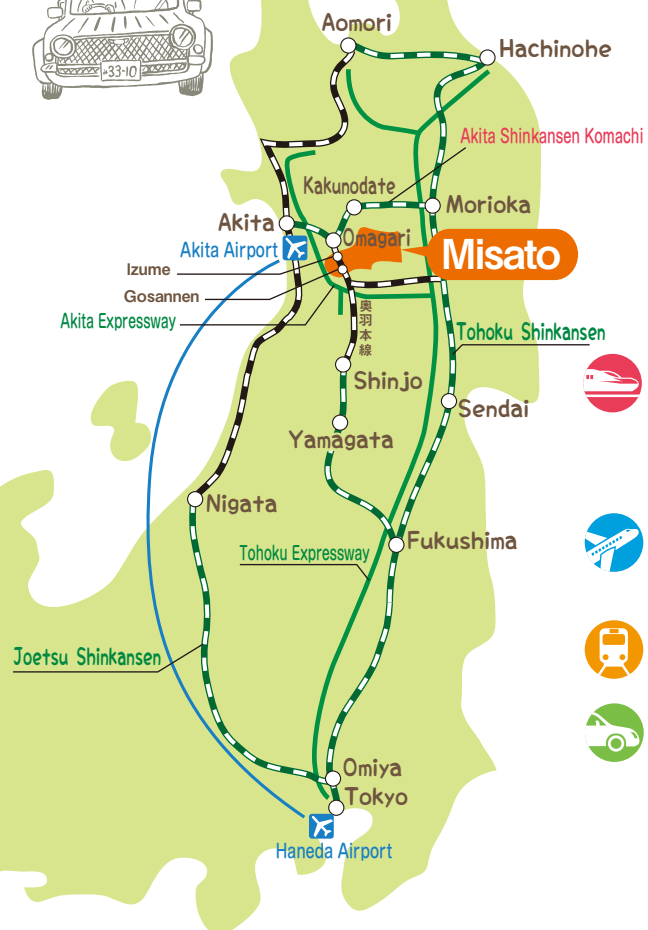 Aomori
Hachinohe
33-10
Akita Shinkansen Komachi
Kakunodate
Morioka
Akita
Omagari
Akita Airport
Misato
Izume
Gosannen
Akita Expressway
奥羽本線
Tohoku Shinkansen
Shinjo
Sendai
Yamagata
Nigata
Fukushima
Tohoku Expressway
Joetsu Shinkansen
Omiya
Tokyo
Haneda Airport